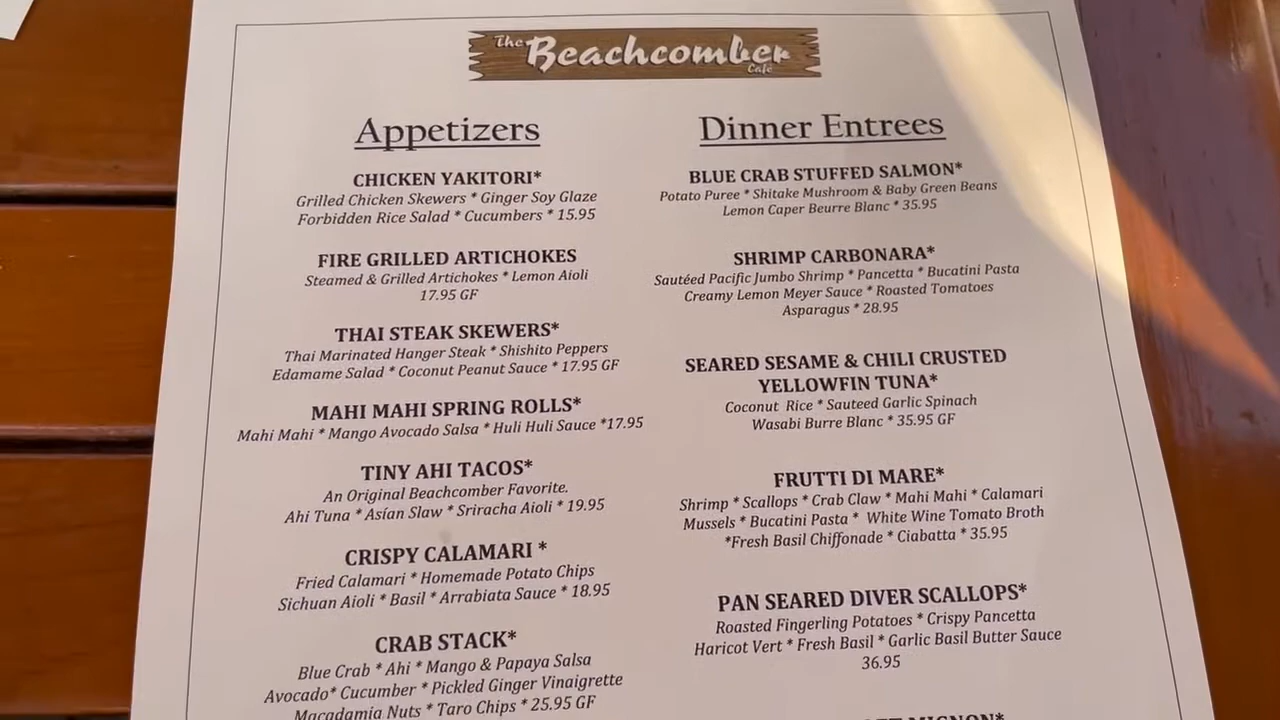 The Beachcomber
Cafe
Appetizers
CHICKEN YAKITORI*
Grilled Chicken Skewers * Ginger Soy Glaze
Forbidden Rice Salad * Cucumbers * 15.95
FIRE GRILLED ARTICHOKES
Steamed & Grilled Artichokes * Lemon Aioli
17.95 GF
THAI STEAK SKEWERS*
Thai Marinated Hanger Steak * Shishito Peppers
Edamame Salad * Coconut Peanut Sauce * 17.95 GF
MAHI MAHI SPRING ROLLS*
Mahi Mahi * Mango Avocado Salsa * Huli Huli Sauce *17.95
TINY AHI TACOS*
An Original Beachcomber Favorite.
Ahi Tuna * Asían Slaw * Sriracha Aioli * 19.95
CRISPY CALAMARI *
Fried Calamari * Homemade Potato Chips
Sichuan Aioli * Basil * Arrabiata Sauce * 18.95
CRAB STACK*
Blue Crab * Ahi * Mango & Papaya Salsa
Avocado* Cucumber * Pickled Ginger Vinaigrette
Macadamia Nuts * Taro Chips * 25.95 GF
Dinner Entrees
BLUE CRAB STUFFED SALMON*
Potato Puree * Shitake Mushroom & Baby Green Beans
Lemon Caper Beurre Blanc * 35.95
SHRIMP CARBONARA*
Sautéed Pacific Jumbo Shrimp * Pancetta * Bucatini Pasta
Creamy Lemon Meyer Sauce * Roasted Tomatoes
Asparagus * 28.95
SEARED SESAME & CHILI CRUSTED
YELLOWFIN TUNA*
Coconut Rice * Sauteed Garlic Spinach
Wasabi Burre Blanc * 35.95 GF
FRUTTI DI MARE*
Shrimp * Scallops * Crab Claw * Mahi Mahi * Calamari
Mussels * Bucatini Pasta * White Wine Tomato Broth
*Fresh Basil Chiffonade * Ciabatta * 35.95
PAN SEARED DIVER SCALLOPS*
Roasted Fingerling Potatoes * Crispy Pancetta
Haricot Vert * Fresh Basil * Garlic Basil Butter Sauce
36.95
MIGNON*